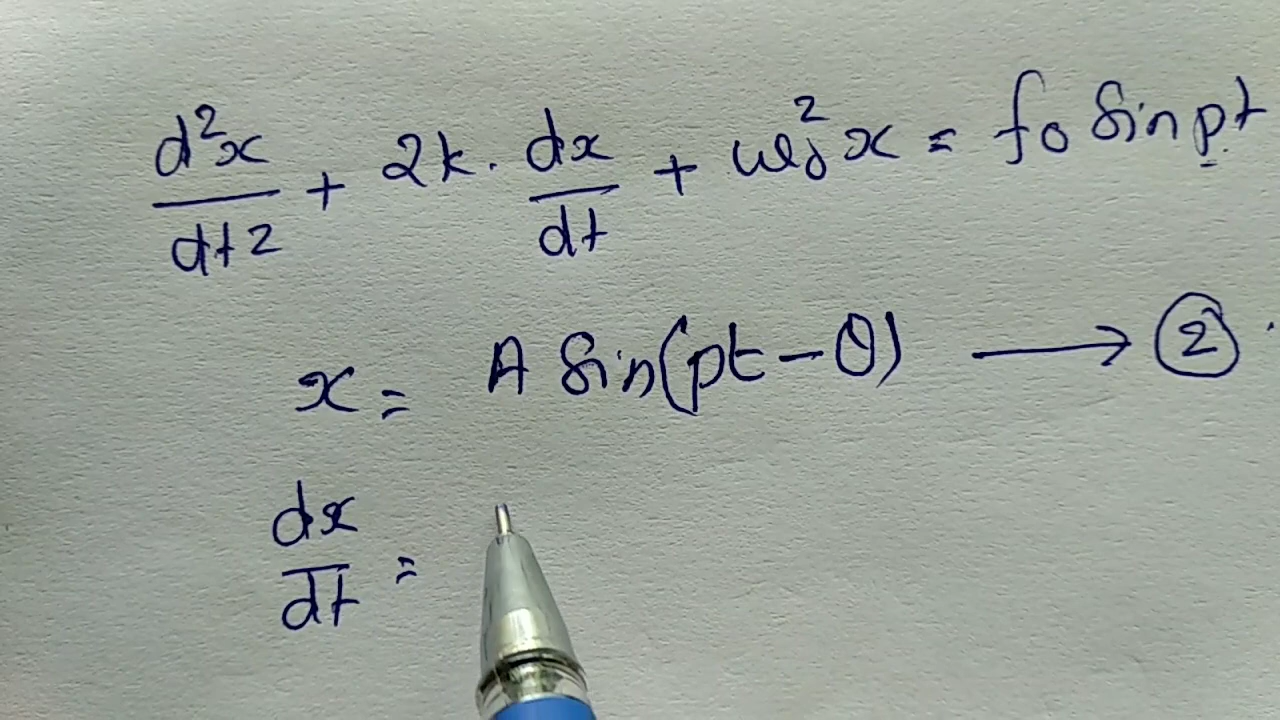 d²x/dt2 + 2k. dx/dt + ω₀²x = f₀ Sin pt
x = A Sin(pt − θ) ⟶ ②
dx/dt =